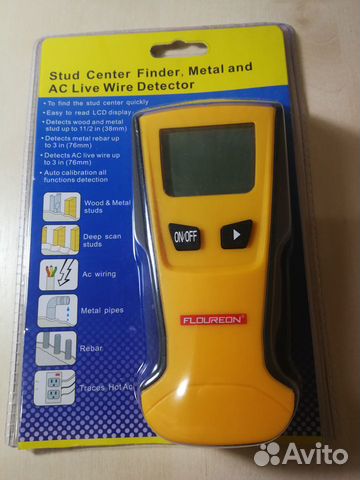 Stud Center Finder, Metal and
AC Live Wire Detector
• To find the stud center quickly
• Easy to read LCD display
• Detects wood and metal
stud up to 11/2 in (38mm)
• Detects metal rebar up
to 3 in (76mm)
• Detects AC live wire up
to 3 in (76mm)
• Auto calibration all
functions detection
Wood & Metal
studs
Deep scan
studs
Ac wiring
Metal pipes
Rebar
Traces Hot Ac
ON/OFF
FLOUREON
Avito